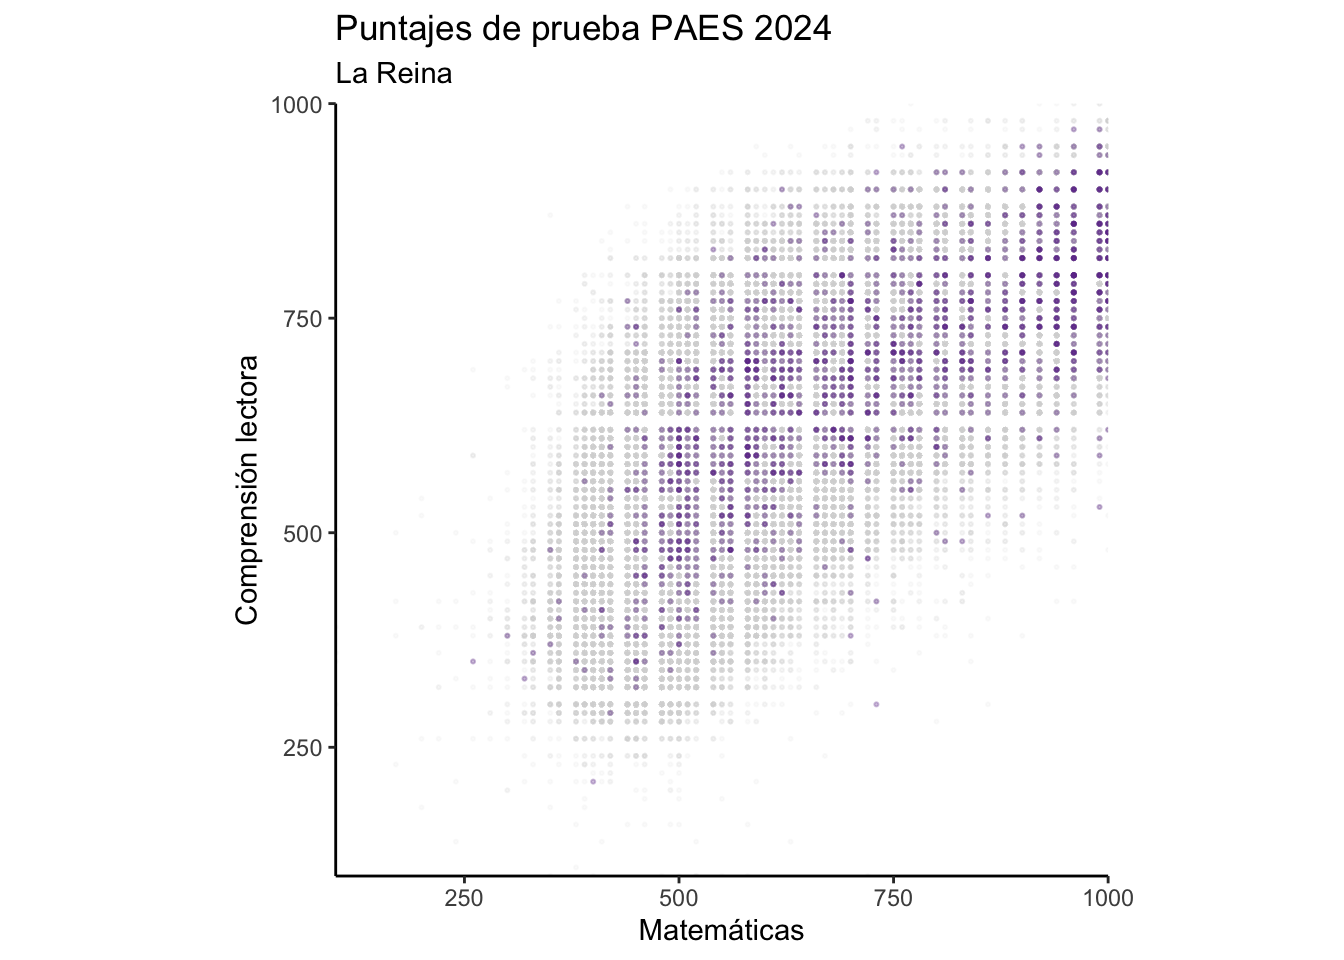 Puntajes de prueba PAES 2024
La Reina
1000
750
500
250
Comprensión lectora
250 500 750 1000
Matemáticas